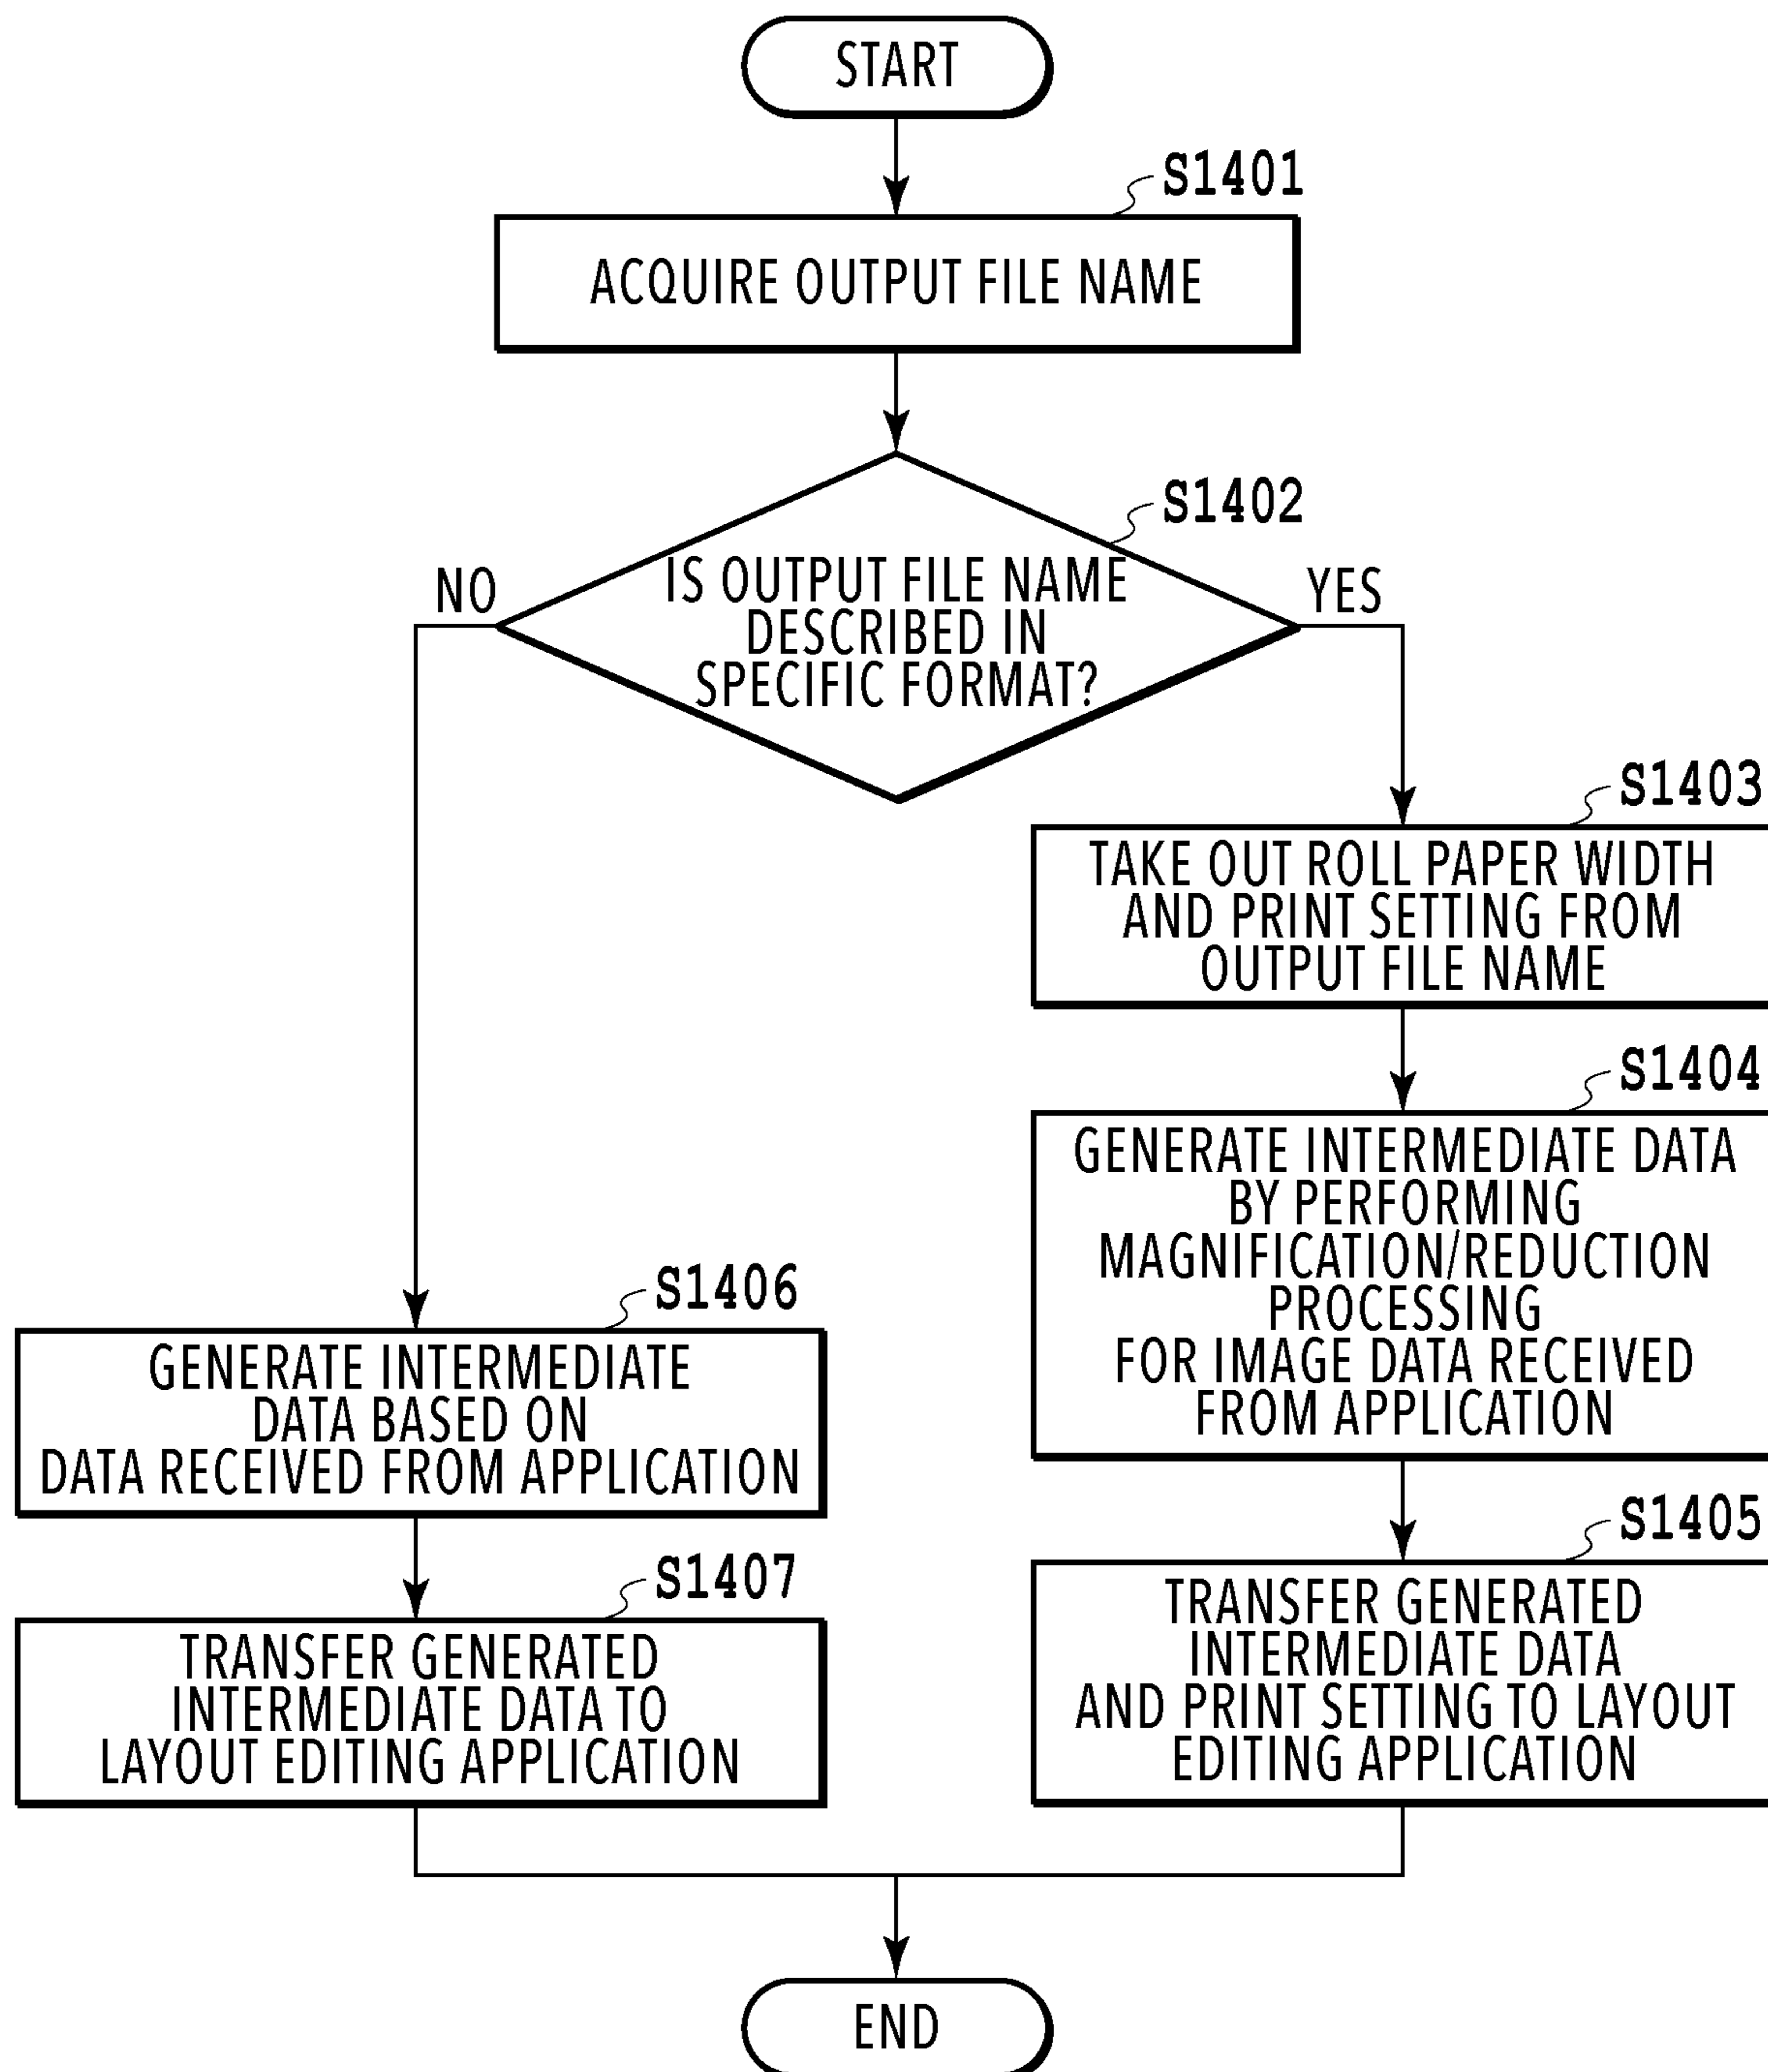 START
S1401
ACQUIRE OUTPUT FILE NAME
S1402
NO
YES
IS OUTPUT FILE NAME
DESCRIBED IN
SPECIFIC FORMAT?
S1403
TAKE OUT ROLL PAPER WIDTH
AND PRINT SETTING FROM
OUTPUT FILE NAME
S1404
GENERATE INTERMEDIATE DATA
BY PERFORMING
MAGNIFICATION/REDUCTION
PROCESSING
FOR IMAGE DATA RECEIVED
FROM APPLICATION
S1406
GENERATE INTERMEDIATE
DATA BASED ON
DATA RECEIVED FROM APPLICATION
S1405
TRANSFER GENERATED
INTERMEDIATE DATA
AND PRINT SETTING TO LAYOUT
EDITING APPLICATION
S1407
TRANSFER GENERATED
INTERMEDIATE DATA TO
LAYOUT EDITING APPLICATION
END